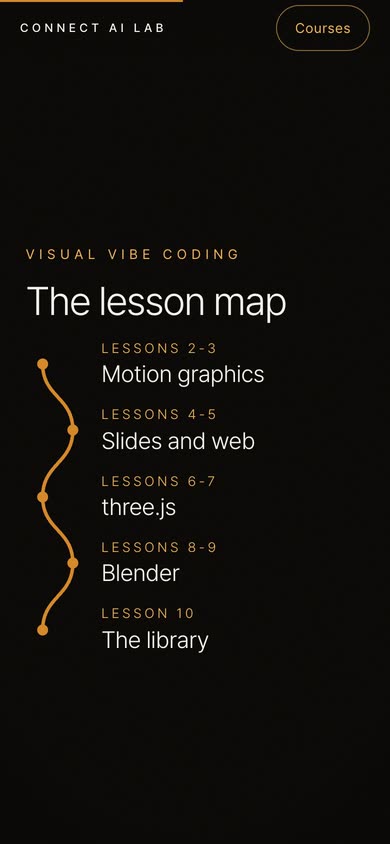 CONNECT AI LAB
Courses
VISUAL VIBE CODING
The lesson map
LESSONS 2-3
Motion graphics
LESSONS 4-5
Slides and web
LESSONS 6-7
three.js
LESSONS 8-9
Blender
LESSON 10
The library